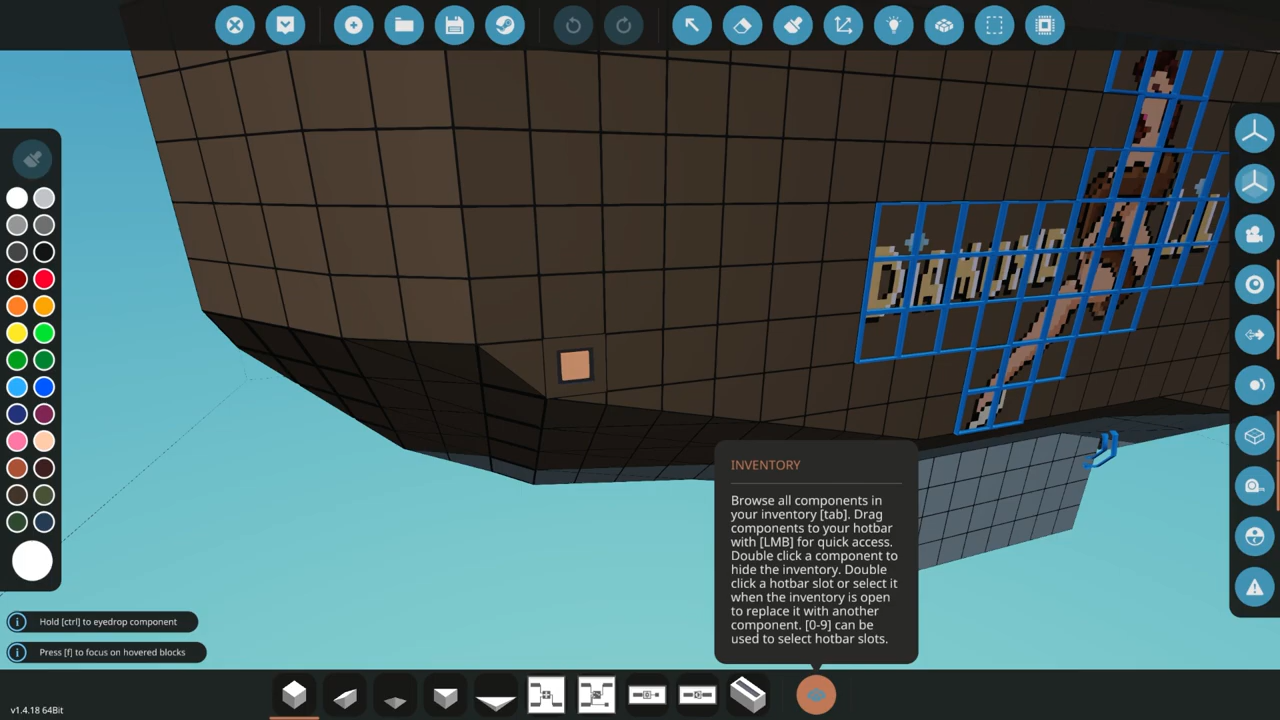 INVENTORY
Browse all components in
your inventory [tab]. Drag
components to your hotbar
with [LMB] for quick access.
Double click a component to
hide the inventory. Double
click a hotbar slot or select it
when the inventory is open
to replace it with another
component. [0-9] can be
used to select hotbar slots.
Hold [ctrl] to eyedrop component
Press [f] to focus on hovered blocks
v1.4.18 64Bit